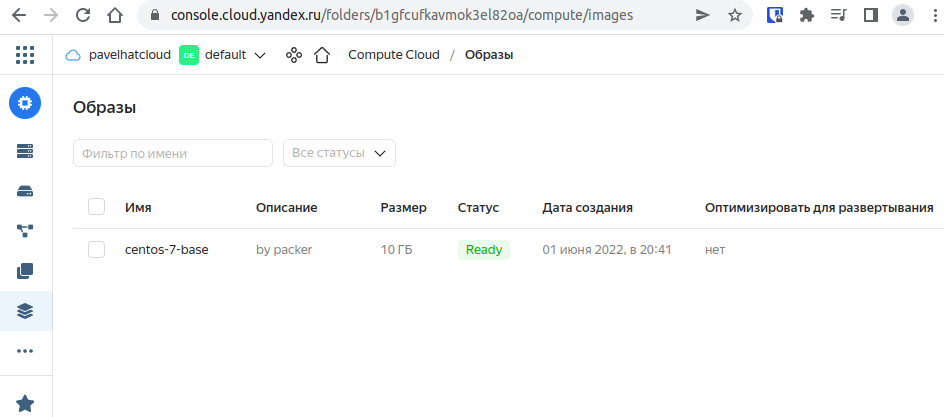 console.cloud.yandex.ru/folders/b1gfcufkavmok3el82oa/compute/images
pavelhatcloud DE default Compute Cloud / Образы
Образы
Фильтр по имени Все статусы
Имя Описание Размер Статус Дата создания Оптимизировать для развертывания
centos-7-base by packer 10 ГБ Ready 01 июня 2022, в 20:41 нет